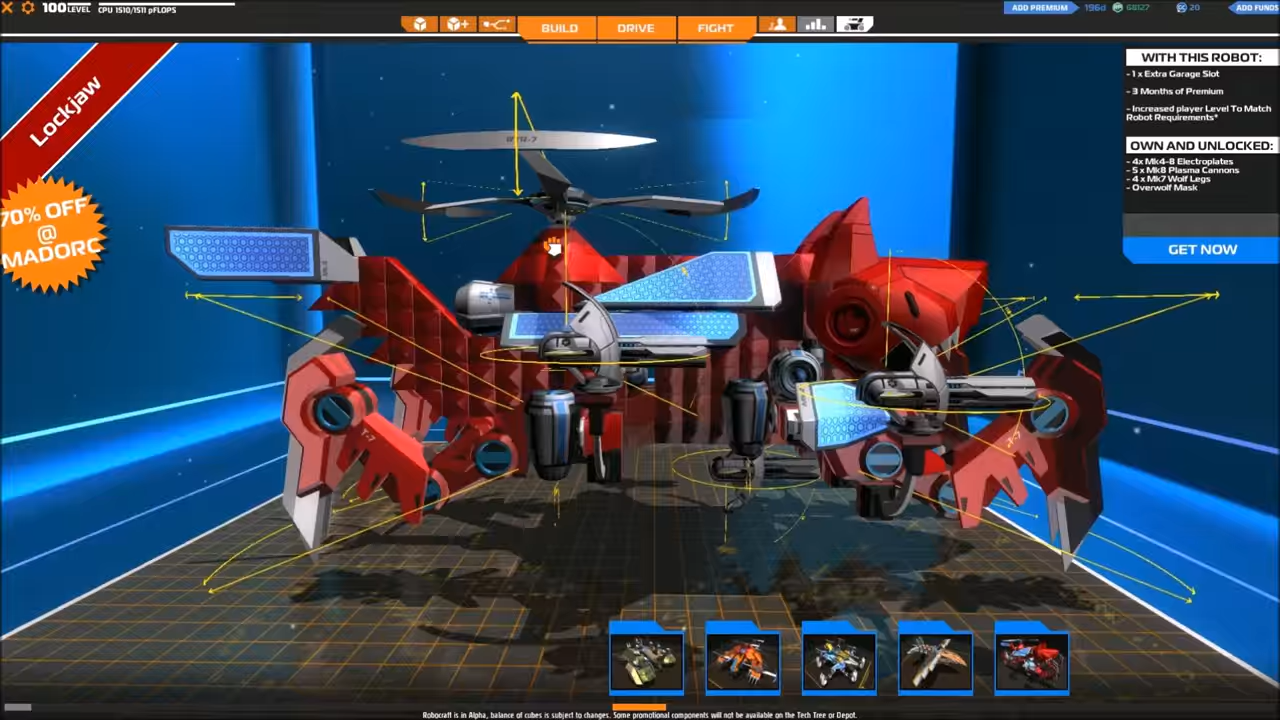 100 LEVEL
CPU 1510/1511 pFLOPS
BUILD
DRIVE
FIGHT
ADD PREMIUM
196d
68127
20
ADD FUNDS
Lockjaw
70% OFF
@
MADORC
WITH THIS ROBOT:
- 1 x Extra Garage Slot
- 3 Months of Premium
- Increased player Level To Match
Robot Requirements*
OWN AND UNLOCKED:
- 4x Mk4-8 Electroplates
- 5 x Mk8 Plasma Cannons
- 4 x Mk7 Wolf Legs
- Overwolf Mask
GET NOW
Robocraft is in Alpha, balance of cubes is subject to changes. Some promotional components will not be available on the Tech Tree or Depot.